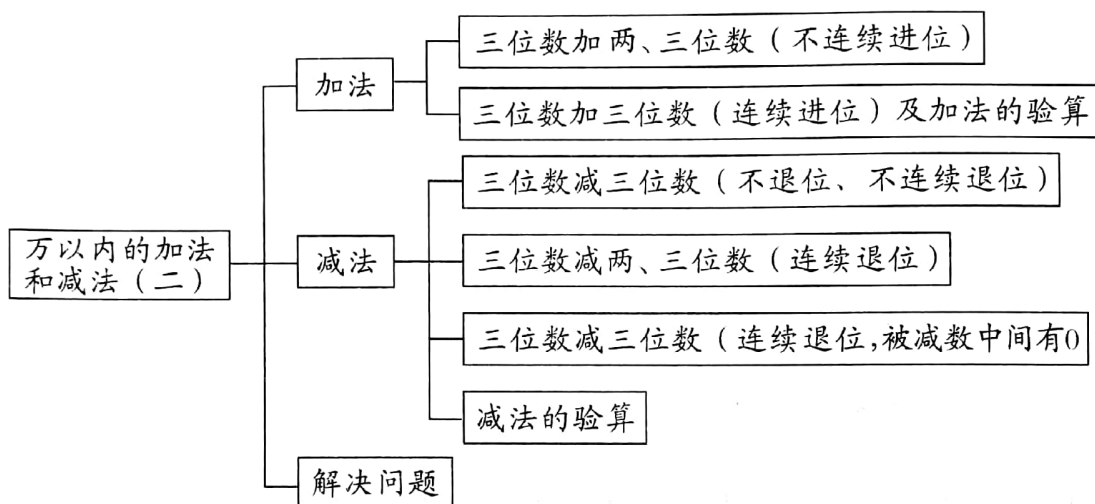 三位数加两、三位数(不连续进位)
加法
三位数加三位数(连续进位)及加法的验算
三位数减三位数(不退位、不连续退位)
万以内的加法
和减法(二)
减法
三位数减两、三位数(连续退位)
三位数减三位数(连续退位,被减数中间有0
减法的验算
解决问题